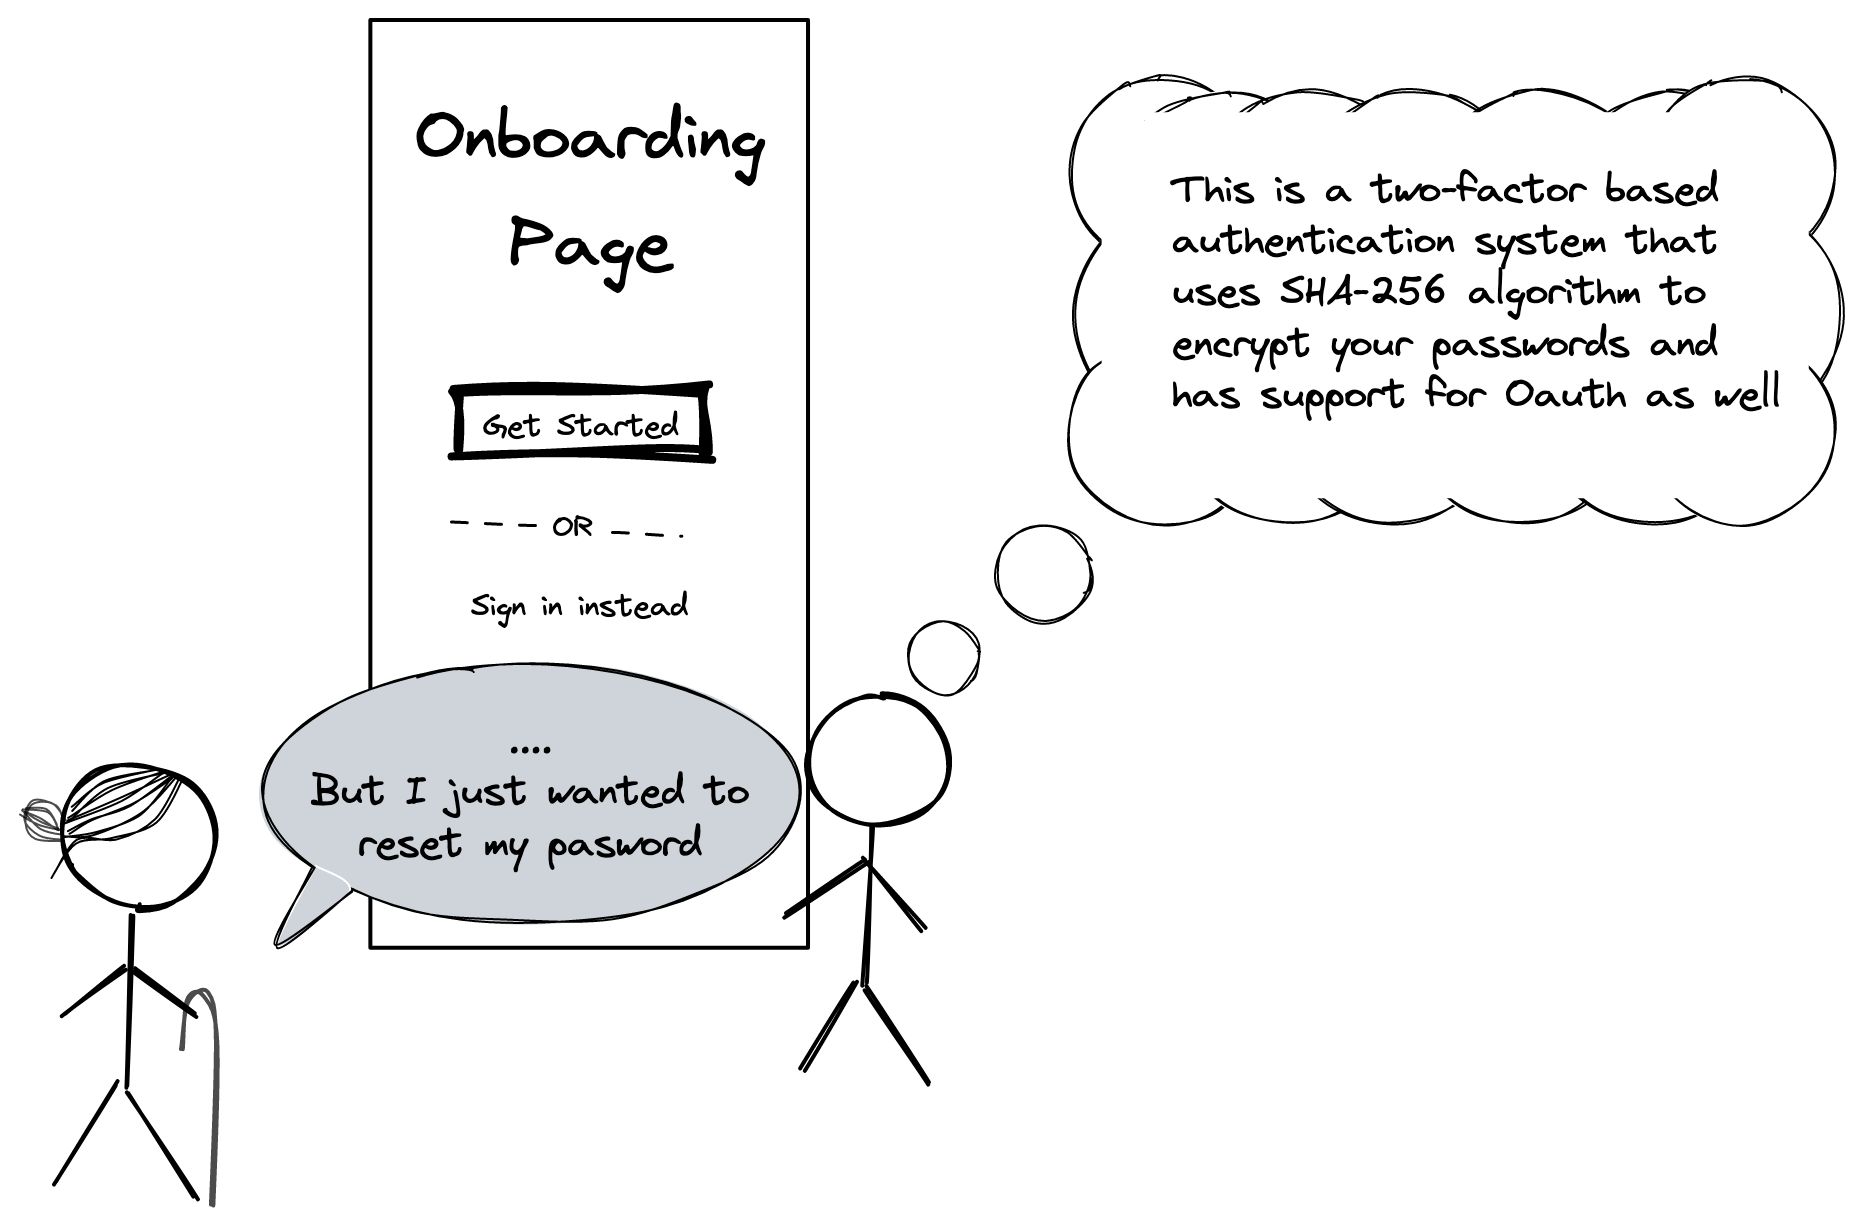 Onboarding
Page
Get Started
---- OR ---.
Sign in instead
This is a two-factor based
authentication system that
uses SHA-256 algorithm to
encrypt your passwords and
has support for Oauth as well
....
But I just wanted to
reset my pasword